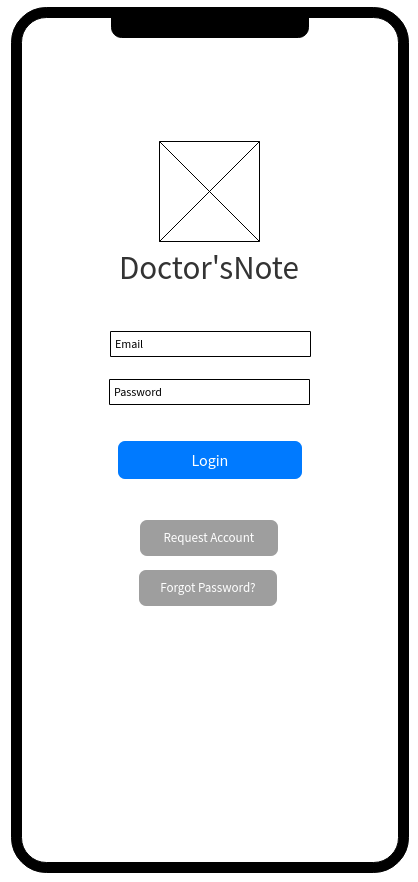 Doctor'sNote
Email
Password
Login
Request Account
Forgot Password?